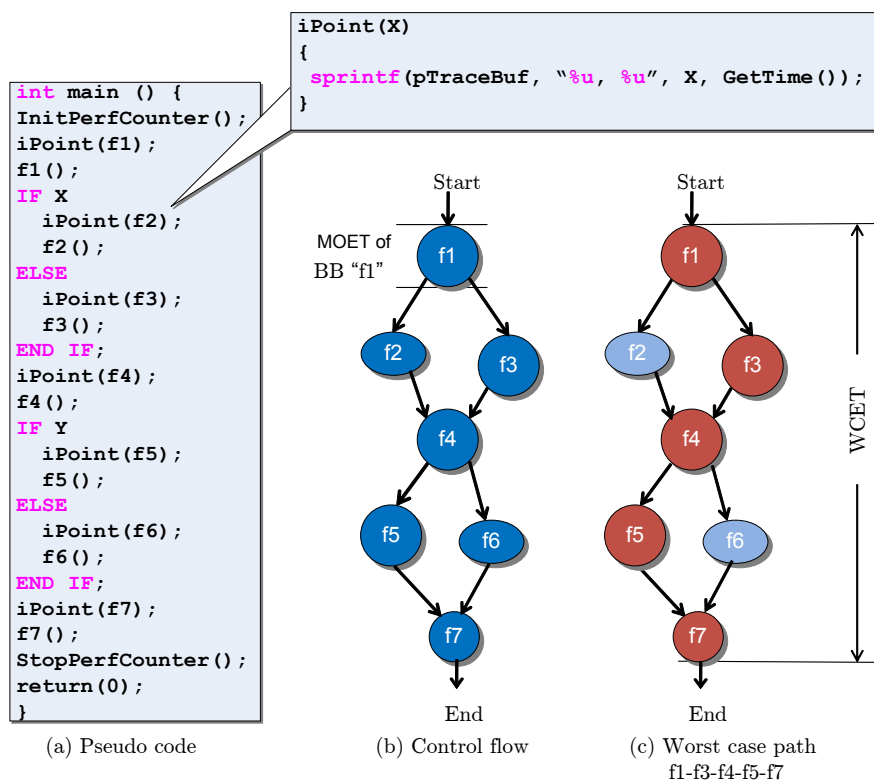 iPoint(X)
{
sprintf(pTraceBuf, “%u, %u”, X, GetTime());
}
int main () {
InitPerfCounter();
iPoint(f1);
f1();
IF X
iPoint(f2);
f2();
ELSE
iPoint(f3);
f3();
END IF;
iPoint(f4);
f4();
IF Y
iPoint(f5);
f5();
ELSE
iPoint(f6);
f6();
END IF;
iPoint(f7);
f7();
StopPerfCounter();
return(0);
}
(a) Pseudo code
Start
MOET of
BB “f1”
f1
f2
f3
f4
f5
f6
f7
End
(b) Control flow
Start
f1
f2
f3
f4
f5
f6
f7
WCET
End
(c) Worst case path
f1-f3-f4-f5-f7